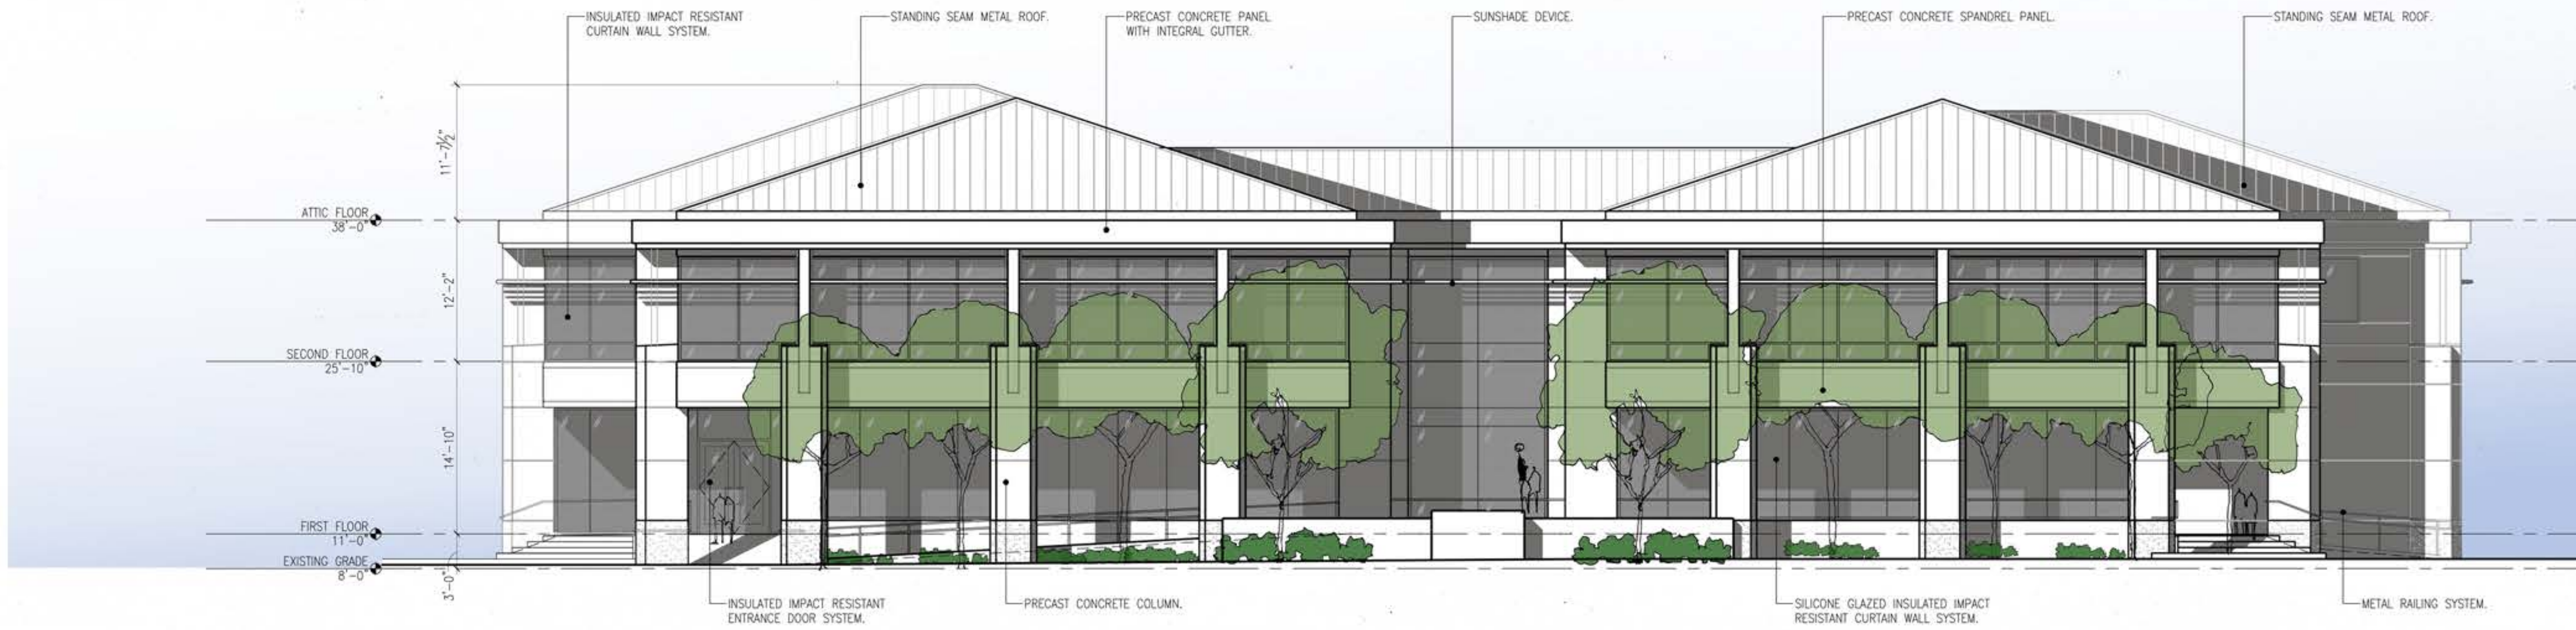 INSULATED IMPACT RESISTANT
CURTAIN WALL SYSTEM.
STANDING SEAM METAL ROOF.
PRECAST CONCRETE PANEL
WITH INTEGRAL GUTTER.
SUNSHADE DEVICE.
PRECAST CONCRETE SPANDREL PANEL.
STANDING SEAM METAL ROOF.
11'-7½"
ATTIC FLOOR
38'-0"
12'-2"
SECOND FLOOR
25'-10"
14'-10"
FIRST FLOOR
11'-0"
EXISTING GRADE
8'-0"
3'-0"
INSULATED IMPACT RESISTANT
ENTRANCE DOOR SYSTEM.
PRECAST CONCRETE COLUMN.
SILICONE GLAZED INSULATED IMPACT
RESISTANT CURTAIN WALL SYSTEM.
METAL RAILING SYSTEM.